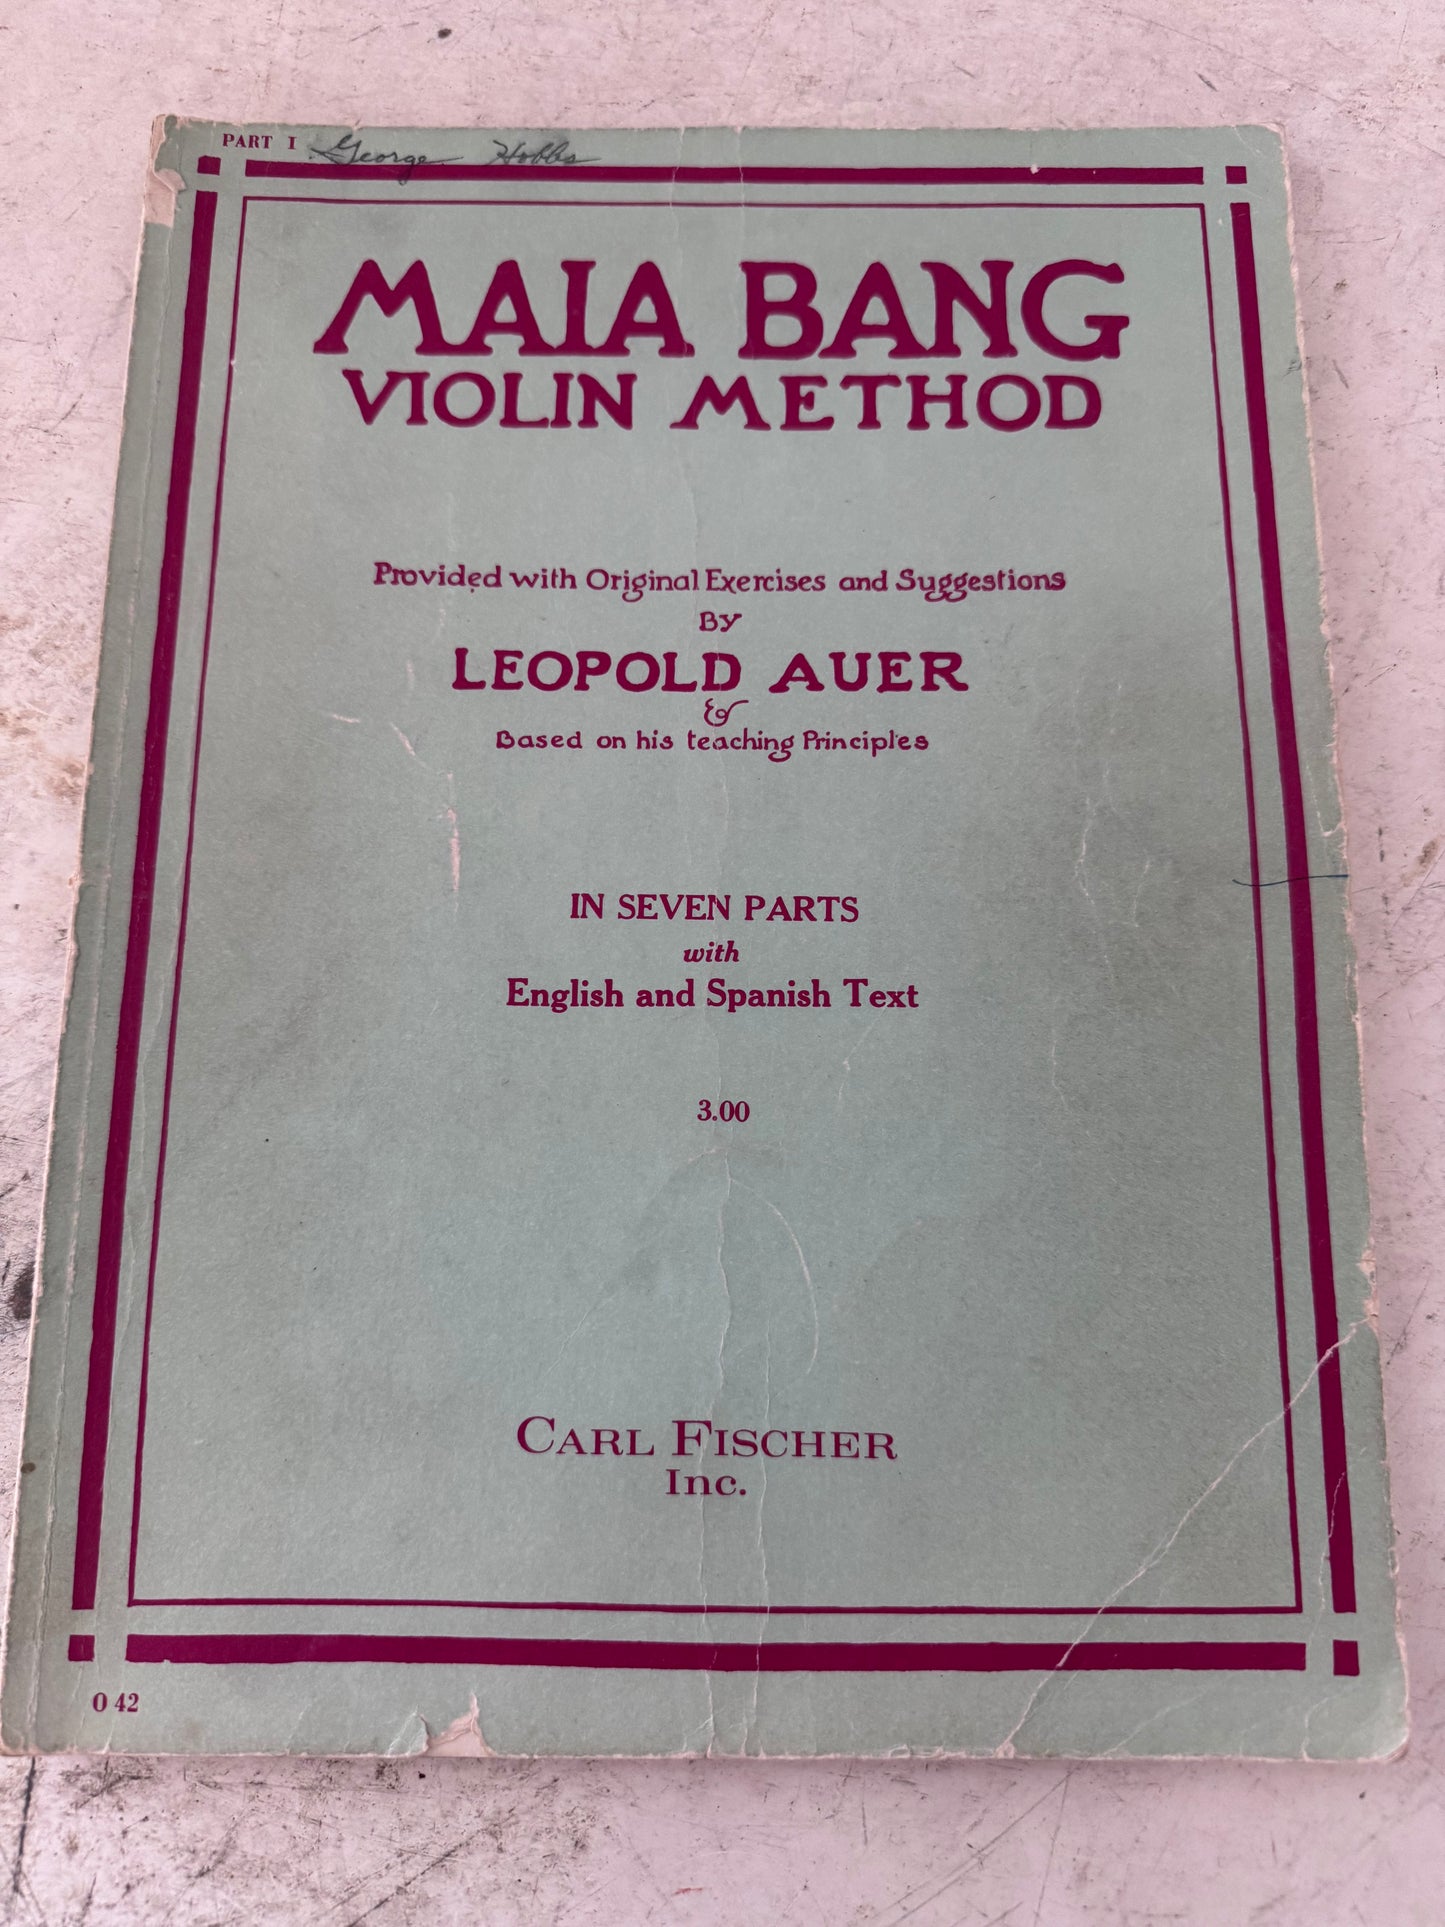 PART I George Hobbs
MAIA BANG
VIOLIN METHOD
Provided with Original Exercises and Suggestions
BY
LEOPOLD AUER
&
Based on his teaching Principles
IN SEVEN PARTS
with
English and Spanish Text
3.00
CARL FISCHER
Inc.
O 42